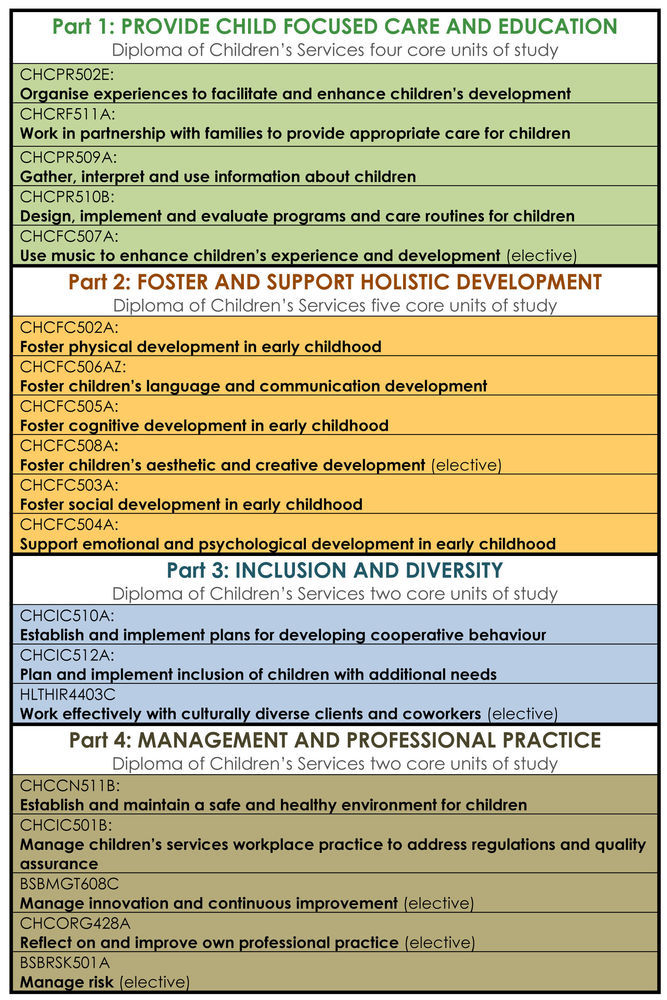 Part 1: PROVIDE CHILD FOCUSED CARE AND EDUCATION
Diploma of Children’s Services four core units of study
CHCPR502E:
Organise experiences to facilitate and enhance children’s development
CHCRF511A:
Work in partnership with families to provide appropriate care for children
CHCPR509A:
Gather, interpret and use information about children
CHCPR510B:
Design, implement and evaluate programs and care routines for children
CHCFC507A:
Use music to enhance children’s experience and development (elective)
Part 2: FOSTER AND SUPPORT HOLISTIC DEVELOPMENT
Diploma of Children’s Services five core units of study
CHCFC502A:
Foster physical development in early childhood
CHCFC506AZ:
Foster children’s language and communication development
CHCFC505A:
Foster cognitive development in early childhood
CHCFC508A:
Foster children’s aesthetic and creative development (elective)
CHCFC503A:
Foster social development in early childhood
CHCFC504A:
Support emotional and psychological development in early childhood
Part 3: INCLUSION AND DIVERSITY
Diploma of Children’s Services two core units of study
CHCIC510A:
Establish and implement plans for developing cooperative behaviour
CHCIC512A:
Plan and implement inclusion of children with additional needs
HLTHIR4403C
Work effectively with culturally diverse clients and coworkers (elective)
Part 4: MANAGEMENT AND PROFESSIONAL PRACTICE
Diploma of Children’s Services two core units of study
CHCCN511B:
Establish and maintain a safe and healthy environment for children
CHCIC501B:
Manage children’s services workplace practice to address regulations and quality
assurance
BSBMGT608C
Manage innovation and continuous improvement (elective)
CHCORG428A
Reflect on and improve own professional practice (elective)
BSBRSK501A
Manage risk (elective)